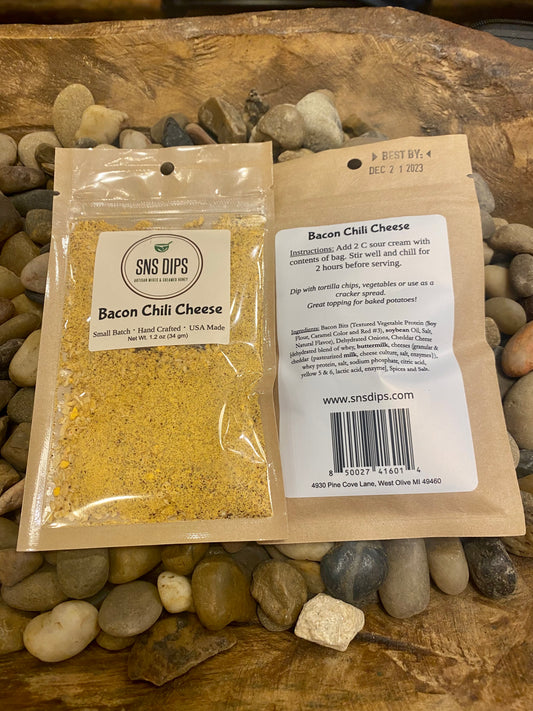 SNS DIPS
ARTISAN MIXES & CREAMED HONEY
Bacon Chili Cheese
Small Batch • Hand Crafted • USA Made
Net Wt. 1.2 oz (34 gm)
BEST BY:
DEC 21 2023
Bacon Chili Cheese
Instructions: Add 2 C sour cream with
contents of bag. Stir well and chill for
2 hours before serving.
Dip with tortilla chips, vegetables or use as a
cracker spread.
Great topping for baked potatoes!
Ingredients: Bacon Bits (Textured Vegetable Protein (Soy
Flour, Caramel Color and Red #3), soybean Oil, Salt,
Natural Flavor), Dehydrated Onions, Cheddar Cheese
[dehydrated blend of whey, buttermilk, cheeses (granular &
cheddar (pasteurized milk, cheese culture, salt, enzymes)),
whey protein, salt, sodium phosphate, citric acid,
yellow 5 & 6, lactic acid, enzyme], Spices and Salt.
www.snsdips.com
8 50027 41601 4
4930 Pine Cove Lane, West Olive MI 49460